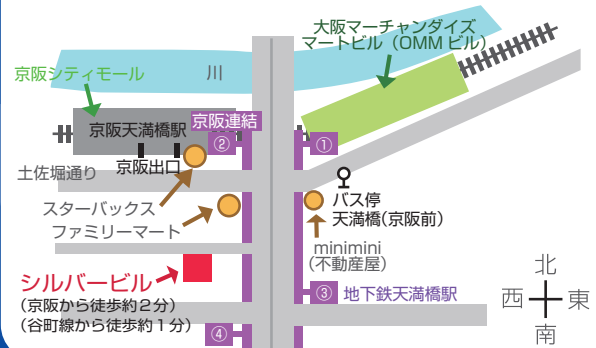 大阪マーチャンダイズ
マートビル（OMMビル）
京阪シティモール
川
京阪連結
京阪天満橋駅
②
①
京阪出口
土佐堀通り
バス停
天満橋(京阪前)
スターバックス
ファミリーマート
minimini
(不動産屋)
シルバービル
（京阪から徒歩約２分）
（谷町線から徒歩約１分）
③ 地下鉄天満橋駅
④
北
西
東
南